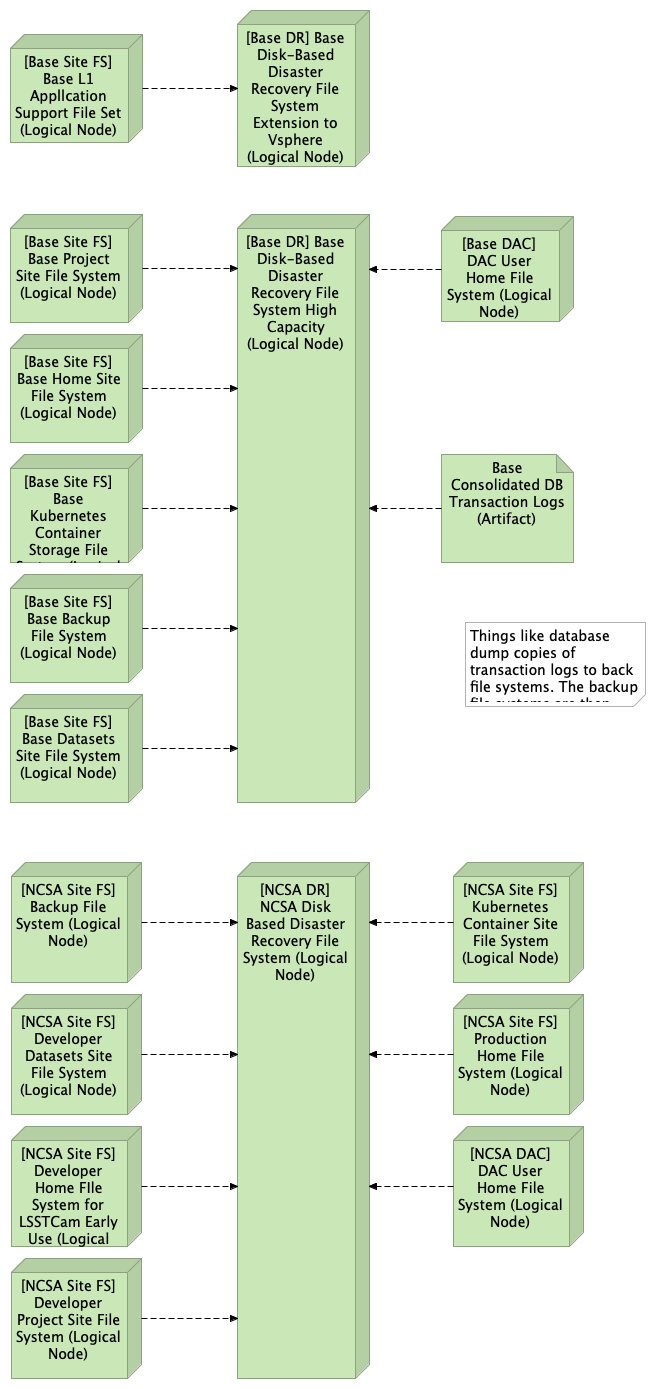 [Base Site FS]
Base L1
Appllcation
Support File Set
(Logical Node)
[Base DR] Base
Disk-Based
Disaster
Recovery File
System
Extension to
Vsphere
(Logical Node)
[Base Site FS]
Base Project
Site File System
(Logical Node)
[Base DR] Base
Disk-Based
Disaster
Recovery File
System High
Capacity
(Logical Node)
[Base DAC]
DAC User
Home File
System (Logical
Node)
[Base Site FS]
Base Home Site
File System
(Logical Node)
[Base Site FS]
Base
Kubernetes
Container
Storage File
Base
Consolidated DB
Transaction Logs
(Artifact)
[Base Site FS]
Base Backup
File System
(Logical Node)
Things like database
dump copies of
transaction logs to back
file systems. The backup
file systems are then
[Base Site FS]
Base Datasets
Site File System
(Logical Node)
[NCSA Site FS]
Backup File
System (Logical
Node)
[NCSA DR]
NCSA Disk
Based Disaster
Recovery File
System (Logical
Node)
[NCSA Site FS]
Kubernetes
Container Site
File System
(Logical Node)
[NCSA Site FS]
Developer
Datasets Site
File System
(Logical Node)
[NCSA Site FS]
Production
Home File
System (Logical
Node)
[NCSA Site FS]
Developer
Home FIle
System for
LSSTCam Early
Use (Logical
[NCSA DAC]
DAC User
Home File
System (Logical
Node)
[NCSA Site FS]
Developer
Project Site File
System (Logical
Node)